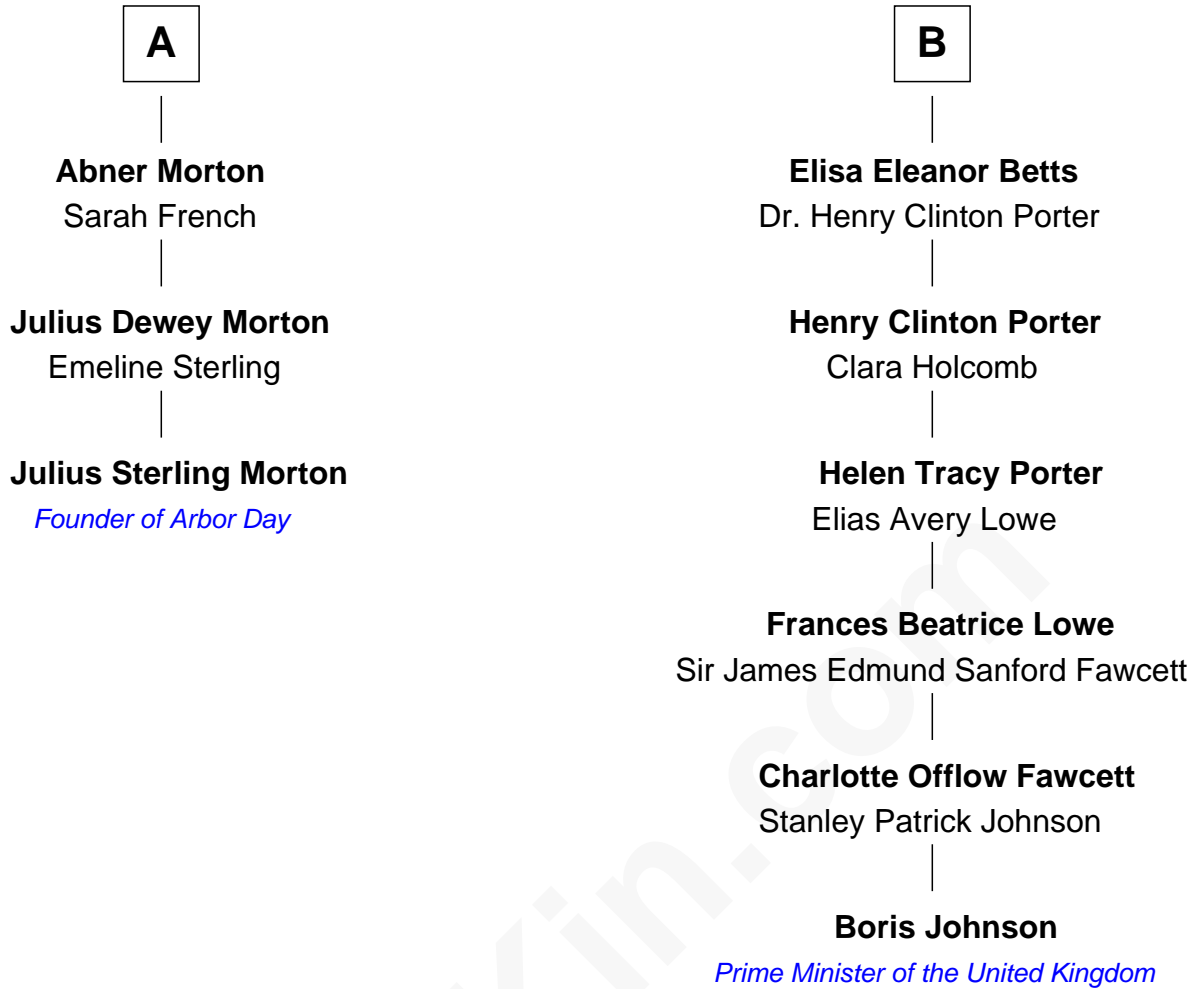 A
Abner Morton
Sarah French
Julius Dewey Morton
Emeline Sterling
Julius Sterling Morton
Founder of Arbor Day
B
Elisa Eleanor Betts
Dr. Henry Clinton Porter
Henry Clinton Porter
Clara Holcomb
Helen Tracy Porter
Elias Avery Lowe
Frances Beatrice Lowe
Sir James Edmund Sanford Fawcett
Charlotte Offlow Fawcett
Stanley Patrick Johnson
Boris Johnson
Prime Minister of the United Kingdom